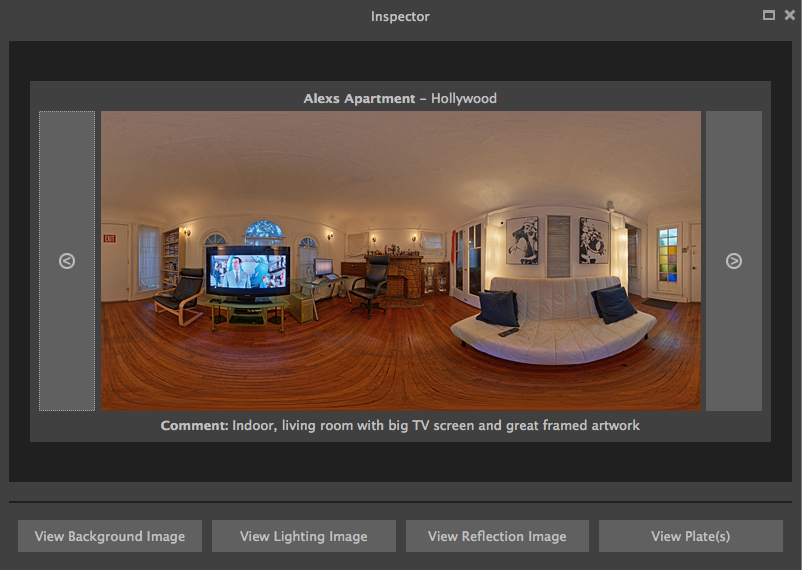 Inspector
Alexs Apartment – Hollywood
EXIT
Comment: Indoor, living room with big TV screen and great framed artwork
View Background Image
View Lighting Image
View Reflection Image
View Plate(s)